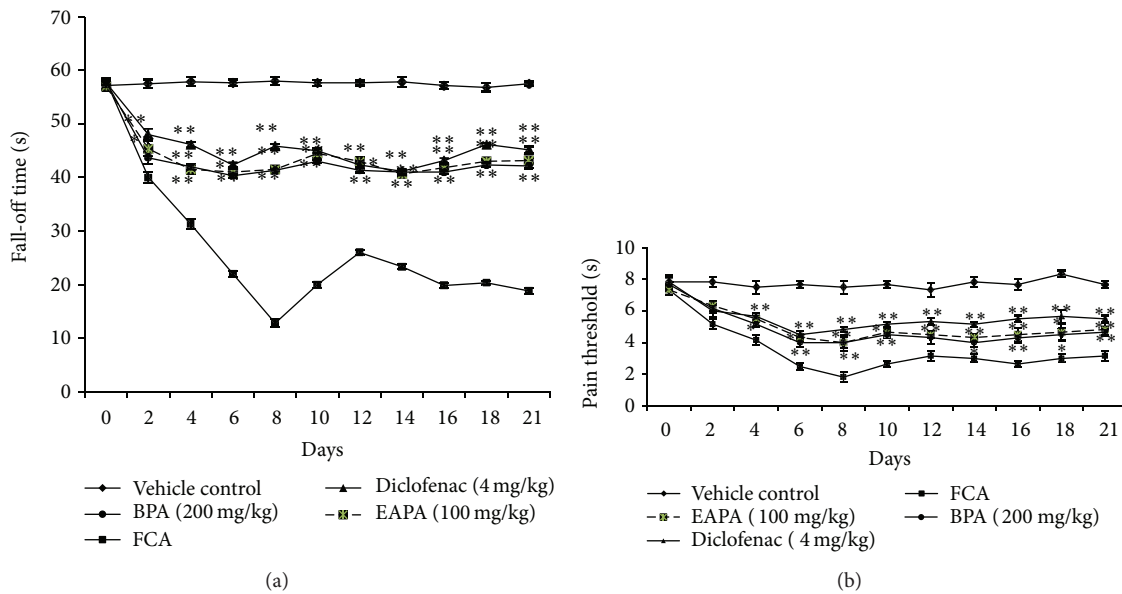 70
60
50
40
30
20
10
0
Fall-off time (s)
0 2 4 6 8 10 12 14 16 18 21
Days
Vehicle control
BPA (200 mg/kg)
FCA
Diclofenac (4 mg/kg)
EAPA (100 mg/kg)
(a)
10
8
6
4
2
0
Pain threshold (s)
0 2 4 6 8 10 12 14 16 18 21
Days
Vehicle control
EAPA ( 100 mg/kg)
Diclofenac ( 4 mg/kg)
FCA
BPA ( 200 mg/kg)
(b)